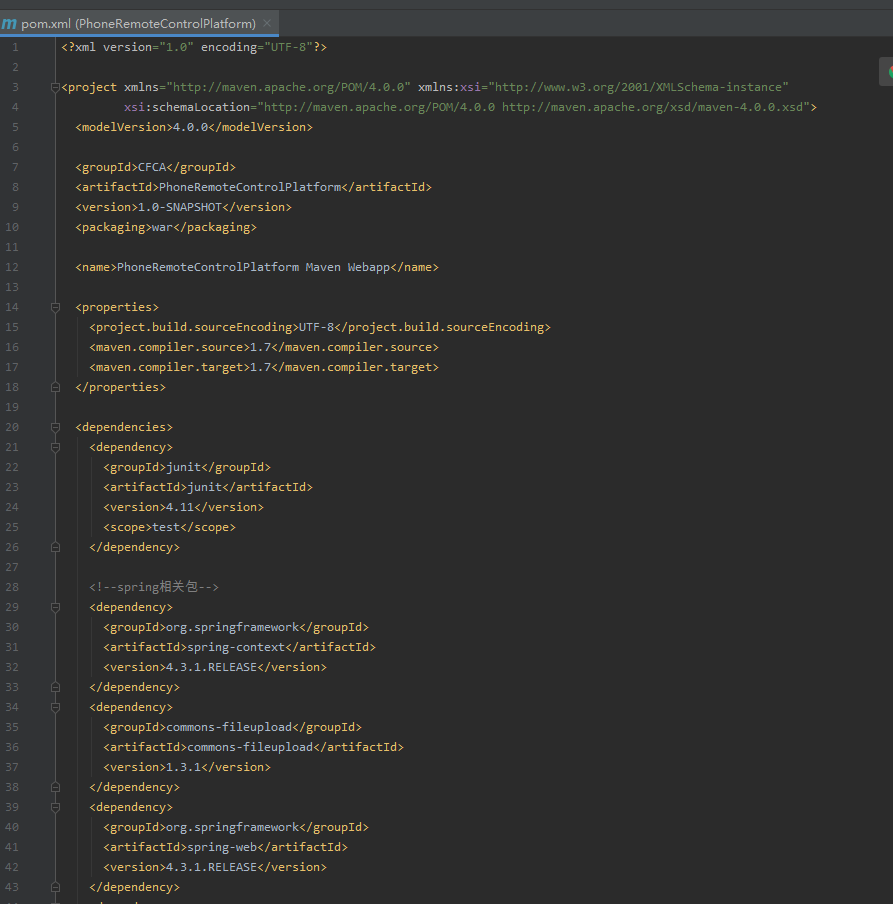 pom.xml (PhoneRemoteControlPlatform)
1 <?xml version="1.0" encoding="UTF-8"?>
2
3 <project xmlns="http://maven.apache.org/POM/4.0.0" xmlns:xsi="http://www.w3.org/2001/XMLSchema-instance"
4 xsi:schemaLocation="http://maven.apache.org/POM/4.0.0 http://maven.apache.org/xsd/maven-4.0.0.xsd">
5 <modelVersion>4.0.0</modelVersion>
6
7 <groupId>CFCA</groupId>
8 <artifactId>PhoneRemoteControlPlatform</artifactId>
9 <version>1.0-SNAPSHOT</version>
10 <packaging>war</packaging>
11
12 <name>PhoneRemoteControlPlatform Maven Webapp</name>
13
14 <properties>
15 <project.build.sourceEncoding>UTF-8</project.build.sourceEncoding>
16 <maven.compiler.source>1.7</maven.compiler.source>
17 <maven.compiler.target>1.7</maven.compiler.target>
18 </properties>
19
20 <dependencies>
21 <dependency>
22 <groupId>junit</groupId>
23 <artifactId>junit</artifactId>
24 <version>4.11</version>
25 <scope>test</scope>
26 </dependency>
27
28 <!--spring相关包-->
29 <dependency>
30 <groupId>org.springframework</groupId>
31 <artifactId>spring-context</artifactId>
32 <version>4.3.1.RELEASE</version>
33 </dependency>
34 <dependency>
35 <groupId>commons-fileupload</groupId>
36 <artifactId>commons-fileupload</artifactId>
37 <version>1.3.1</version>
38 </dependency>
39 <dependency>
40 <groupId>org.springframework</groupId>
41 <artifactId>spring-web</artifactId>
42 <version>4.3.1.RELEASE</version>
43 </dependency>